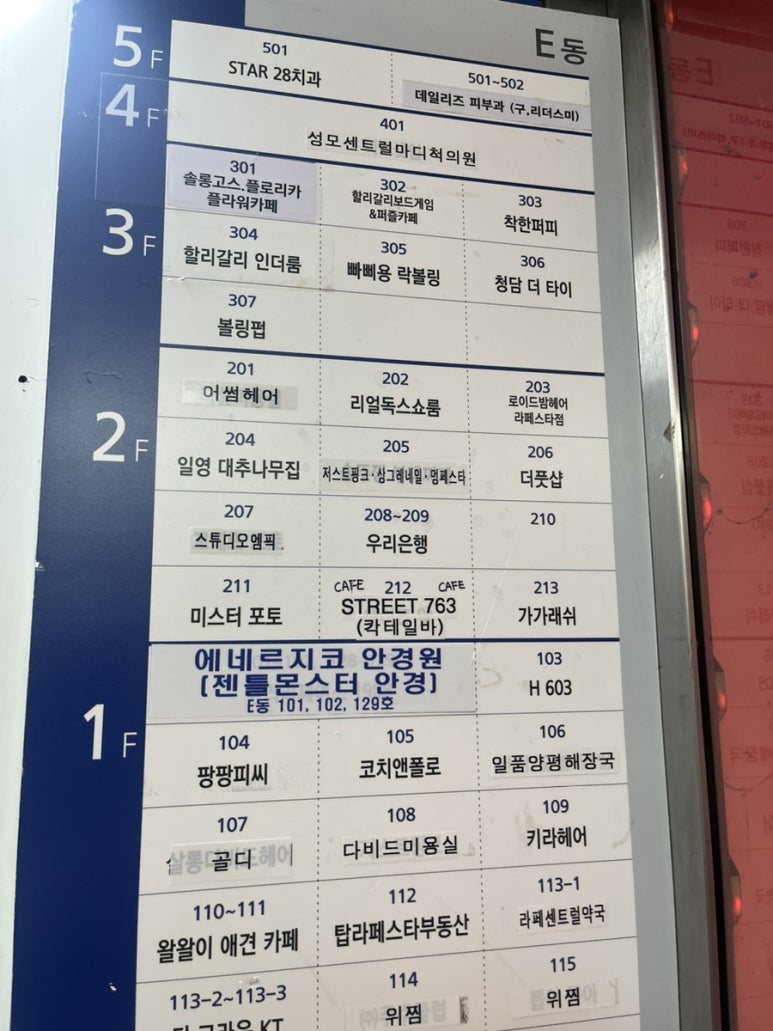 E동
5F
501
STAR 28치과
501~502
데일리즈 피부과 (구.리더스미)
4F
401
성모센트럴마디척의원
3F
301
솔롱고스.플로리카
플라워카페
302
할리갈리보드게임
&퍼즐카페
303
착한퍼피
304
할리갈리 인더룸
305
빠삐용 락볼링
306
청담 더 타이
307
볼링펍
2F
201
어썸헤어
202
리얼독스쇼룸
203
로이드밤헤어
라페스타점
204
일영 대추나무집
205
저스트핑크·싱그레네일·멈페스타
206
더풋샵
207
스튜디오엠픽
208~209
우리은행
210
211
미스터 포토
CAFE 212 CAFE
STREET 763
(칵테일바)
213
가가래쉬
1F
에네르지코 안경원
(젠틀몬스터 안경)
E동 101, 102, 129호
103
H 603
104
팡팡피씨
105
코치앤폴로
106
일품양평해장국
107
골디
108
다비드미용실
109
키라헤어
110~111
왈왈이 애견 카페
112
탑라페스타부동산
113-1
라페센트럴약국
113-2~113-3
114
위찜
115
위찜